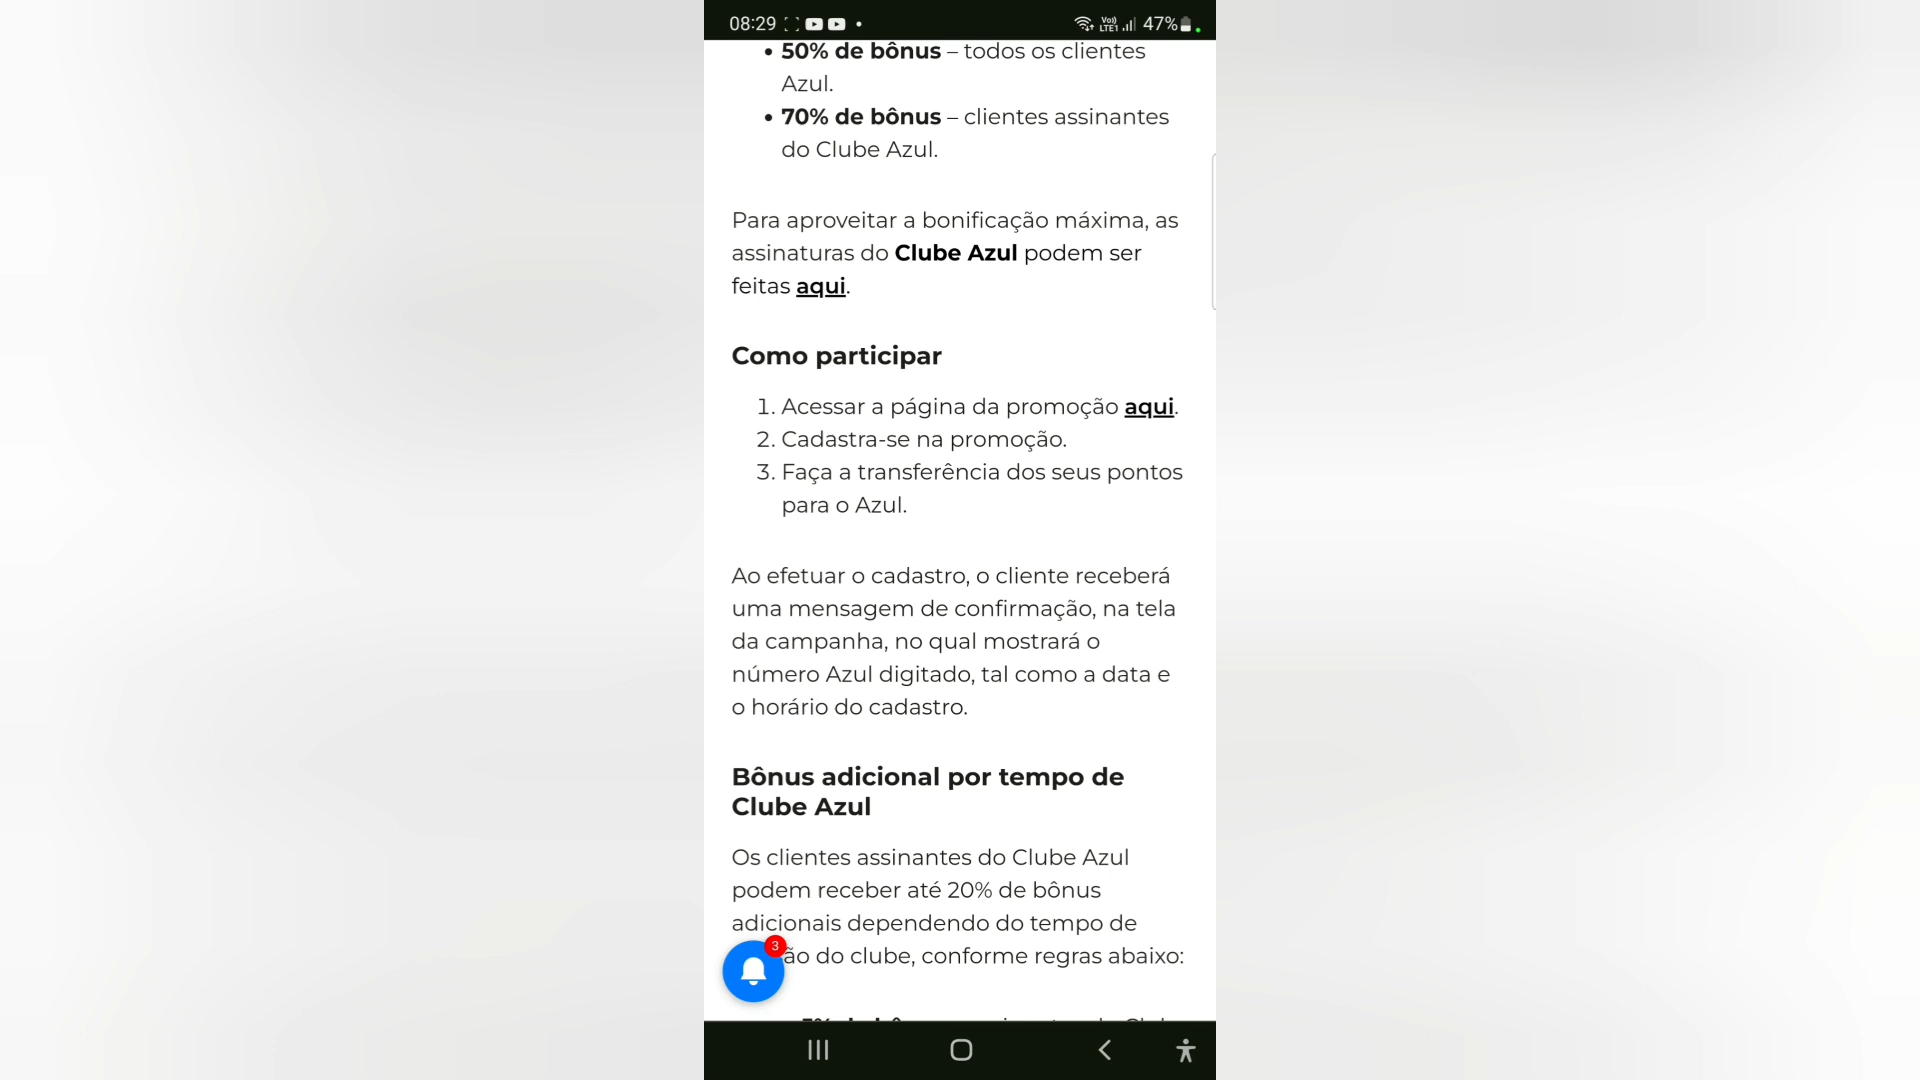 08:29
VoLTE1 47%
• 50% de bônus – todos os clientes
Azul.
• 70% de bônus – clientes assinantes
do Clube Azul.
Para aproveitar a bonificação máxima, as
assinaturas do Clube Azul podem ser
feitas aqui.
Como participar
1. Acessar a página da promoção aqui.
2. Cadastra-se na promoção.
3. Faça a transferência dos seus pontos
para o Azul.
Ao efetuar o cadastro, o cliente receberá
uma mensagem de confirmação, na tela
da campanha, no qual mostrará o
número Azul digitado, tal como a data e
o horário do cadastro.
Bônus adicional por tempo de
Clube Azul
Os clientes assinantes do Clube Azul
podem receber até 20% de bônus
adicionais dependendo do tempo de
ão do clube, conforme regras abaixo:
3